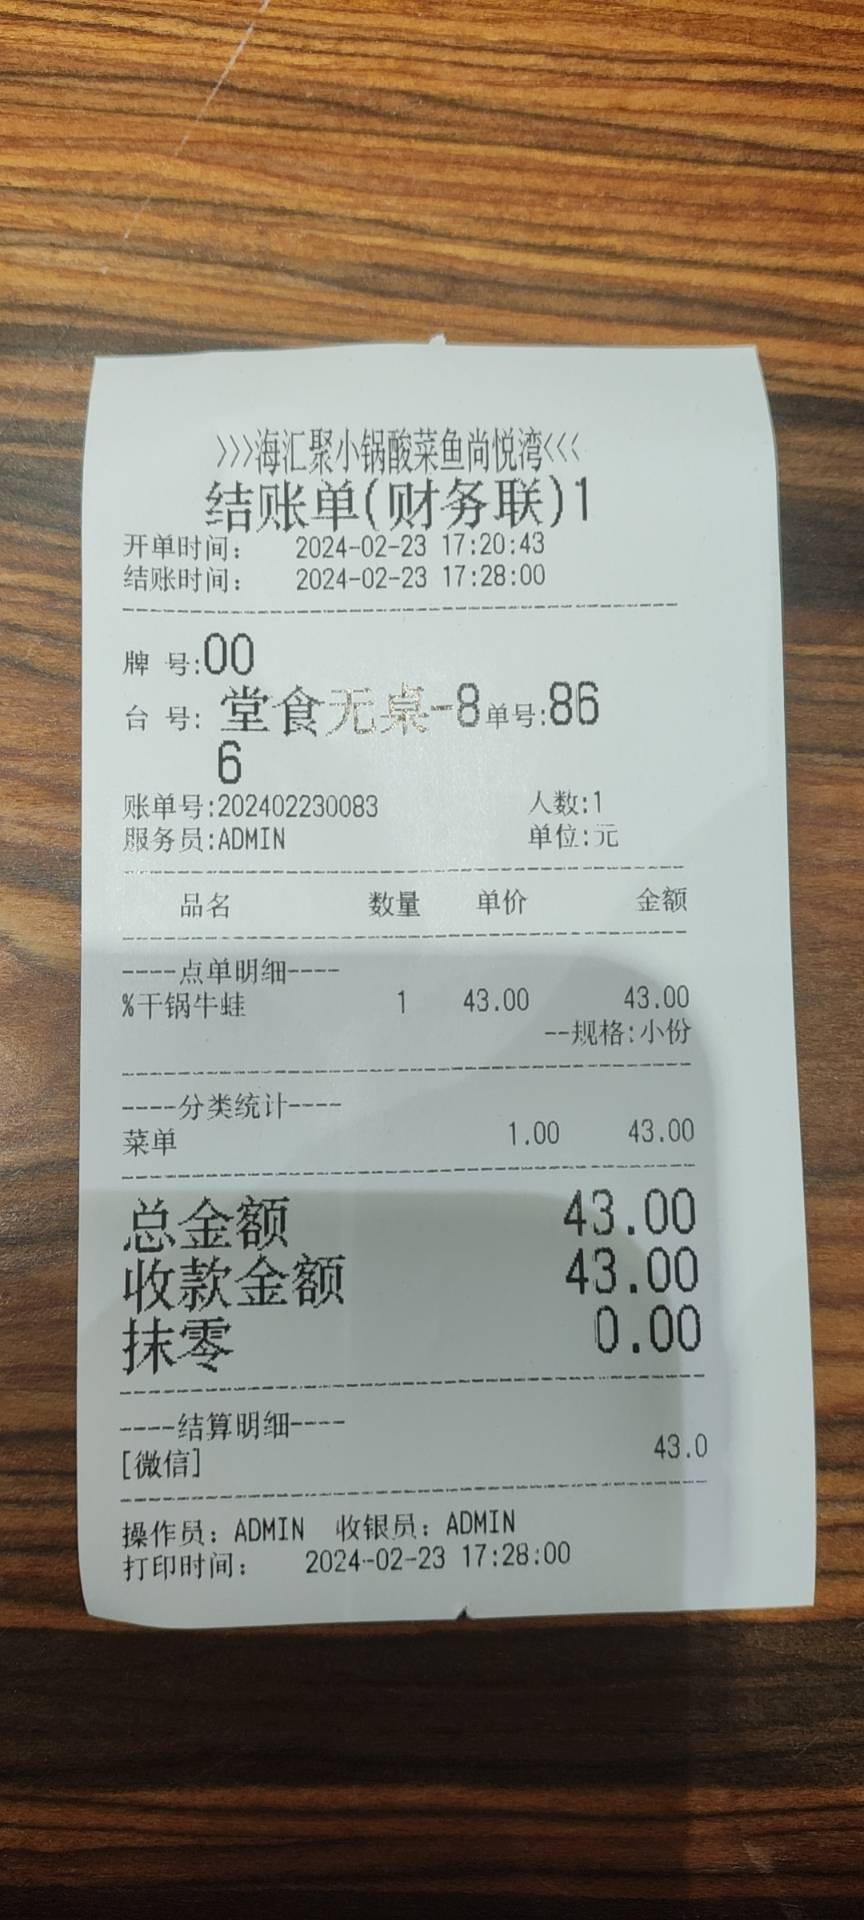 >>>海汇聚小锅酸菜鱼尚悦湾<<<
结账单(财务联)1
开单时间: 2024-02-23 17:20:43
结账时间: 2024-02-23 17:28:00
牌 号:00
台 号: 堂食无桌-8单号:86
6
账单号:202402230083 人数:1
服务员:ADMIN 单位:元
品名 数量 单价 金额
----点单明细----
%干锅牛蛙 1 43.00 43.00
--规格:小份
----分类统计----
菜单 1.00 43.00
总金额 43.00
收款金额 43.00
抹零 0.00
----结算明细----
[微信] 43.0
操作员: ADMIN 收银员: ADMIN
打印时间: 2024-02-23 17:28:00